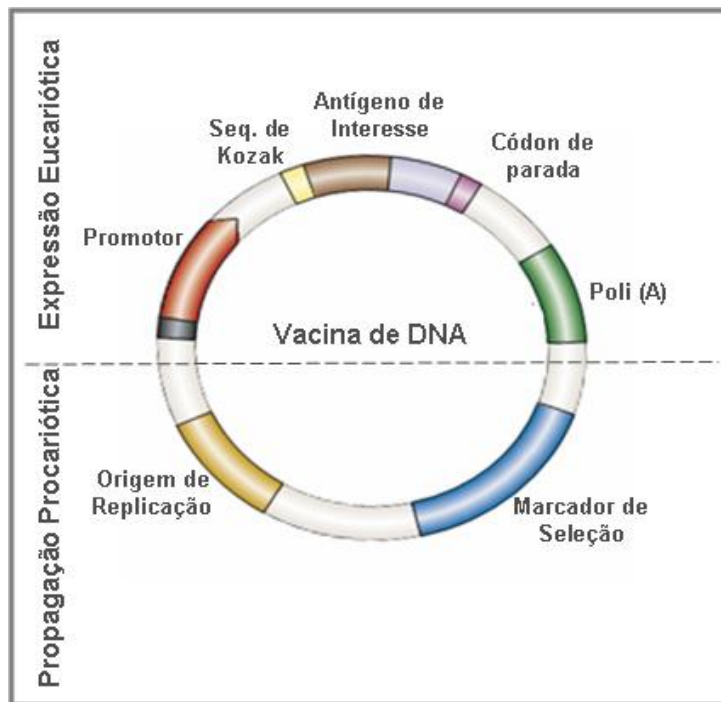 Expressão Eucariótica
Antígeno de
Interesse
Seq. de
Kozak
Códon de
parada
Promotor
Poli (A)
Vacina de DNA
Propagação Procariótica
Origem de
Replicação
Marcador de
Seleção